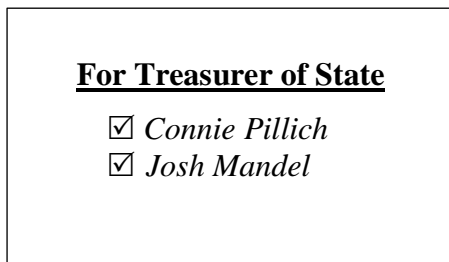 For Treasurer of State
☑ Connie Pillich
☑ Josh Mandel